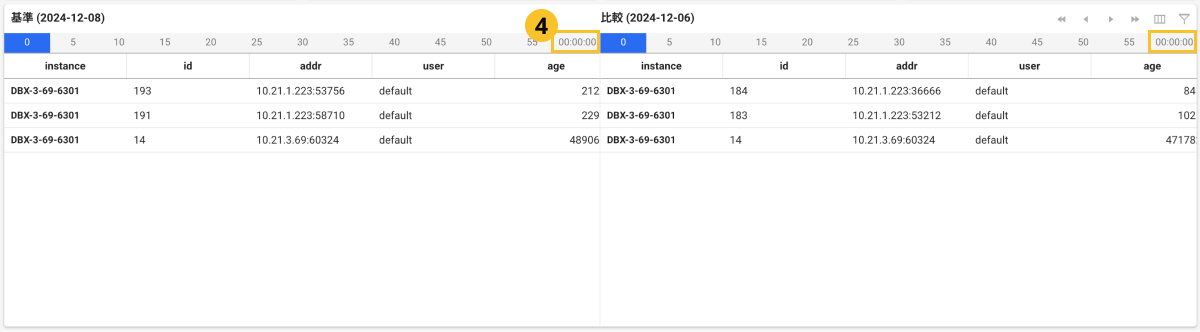 基準 (2024-12-08)
4
比較 (2024-12-06)
0 5 10 15 20 25 30 35 40 45 50 55 00:00:00
0 5 10 15 20 25 30 35 40 45 50 55 00:00:00
instance id addr user age
instance id addr user age
DBX-3-69-6301 193 10.21.1.223:53756 default 212
DBX-3-69-6301 184 10.21.1.223:36666 default 84
DBX-3-69-6301 191 10.21.1.223:58710 default 229
DBX-3-69-6301 183 10.21.1.223:53212 default 102
DBX-3-69-6301 14 10.21.3.69:60324 default 48906
DBX-3-69-6301 14 10.21.3.69:60324 default 47178